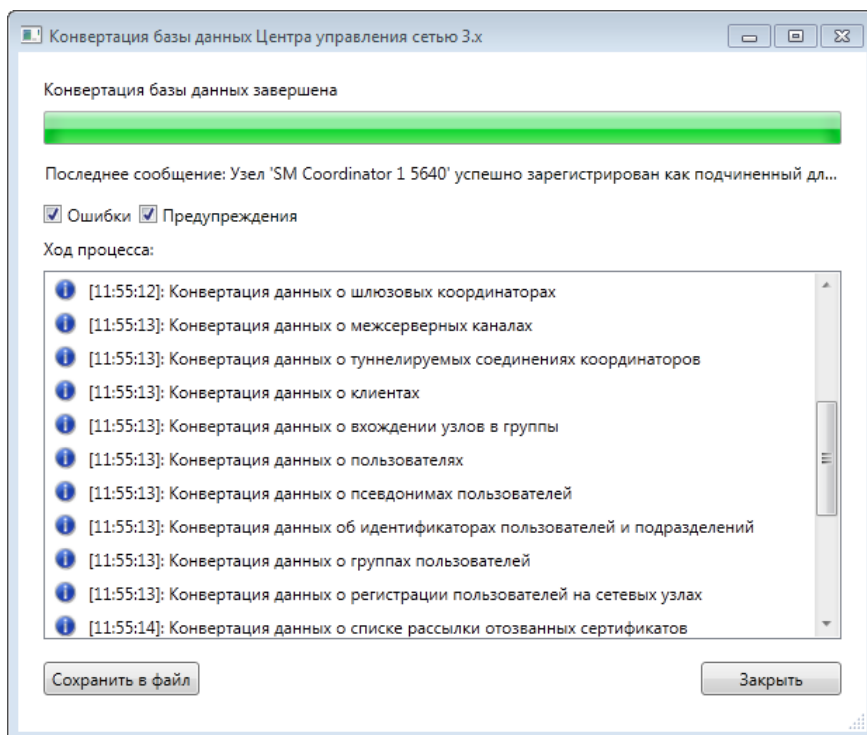 Конвертация базы данных Центра управления сетью 3.x
Конвертация базы данных завершена
Последнее сообщение: Узел 'SM Coordinator 1 5640' успешно зарегистрирован как подчиненный дл...
Ошибки Предупреждения
Ход процесса:
[11:55:12]: Конвертация данных о шлюзовых координаторах
[11:55:13]: Конвертация данных о межсерверных каналах
[11:55:13]: Конвертация данных о туннелируемых соединениях координаторов
[11:55:13]: Конвертация данных о клиентах
[11:55:13]: Конвертация данных о вхождении узлов в группы
[11:55:13]: Конвертация данных о пользователях
[11:55:13]: Конвертация данных о псевдонимах пользователей
[11:55:13]: Конвертация данных об идентификаторах пользователей и подразделений
[11:55:13]: Конвертация данных о группах пользователей
[11:55:13]: Конвертация данных о регистрации пользователей на сетевых узлах
[11:55:14]: Конвертация данных о списке рассылки отозванных сертификатов
Сохранить в файл Закрыть